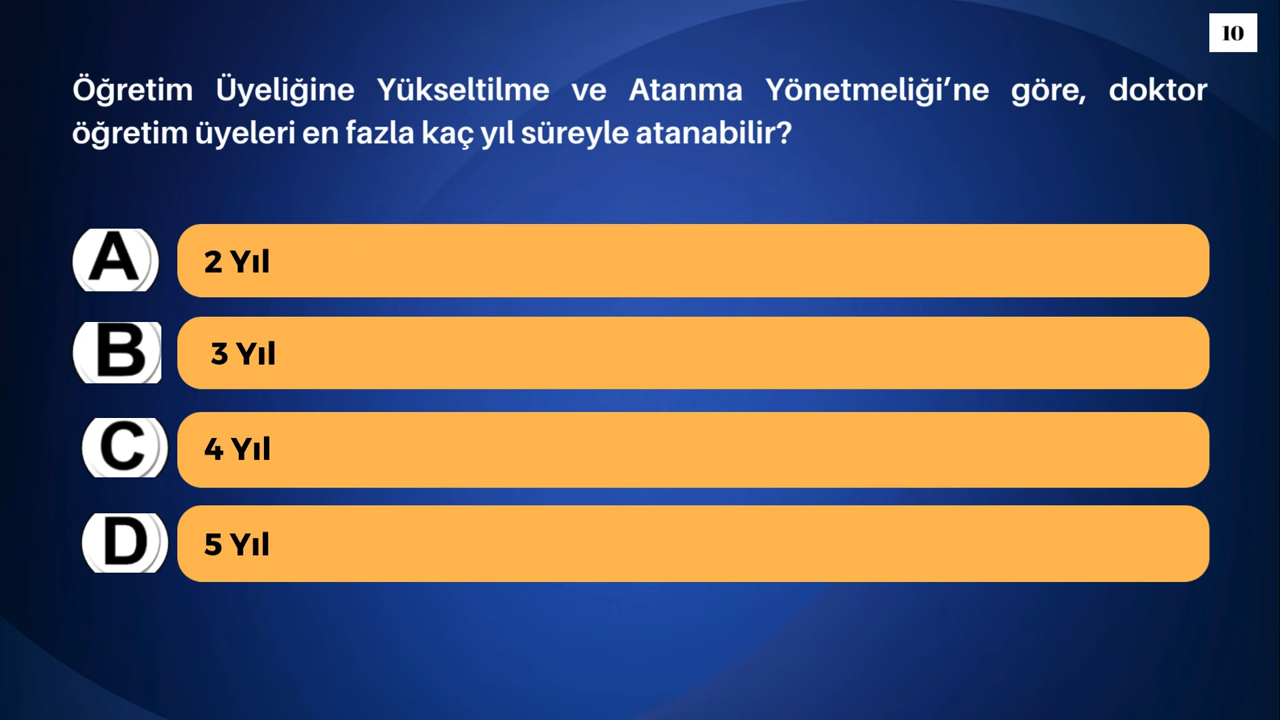 10
Öğretim Üyeliğine Yükseltilme ve Atanma Yönetmeliği’ne göre, doktor
öğretim üyeleri en fazla kaç yıl süreyle atanabilir?
A 2 Yıl
B 3 Yıl
C 4 Yıl
D 5 Yıl